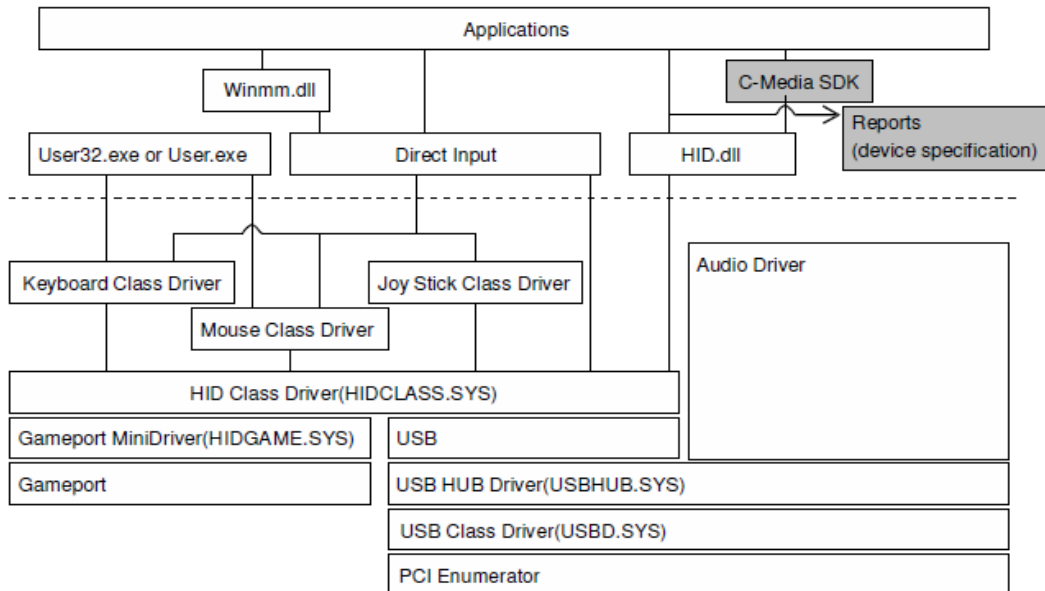 Applications
Winmm.dll
C-Media SDK
Reports
(device specification)
User32.exe or User.exe
Direct Input
HID.dll
Audio Driver
Keyboard Class Driver
Joy Stick Class Driver
Mouse Class Driver
HID Class Driver(HIDCLASS.SYS)
Gameport MiniDriver(HIDGAME.SYS)
USB
Gameport
USB HUB Driver(USBHUB.SYS)
USB Class Driver(USBD.SYS)
PCI Enumerator